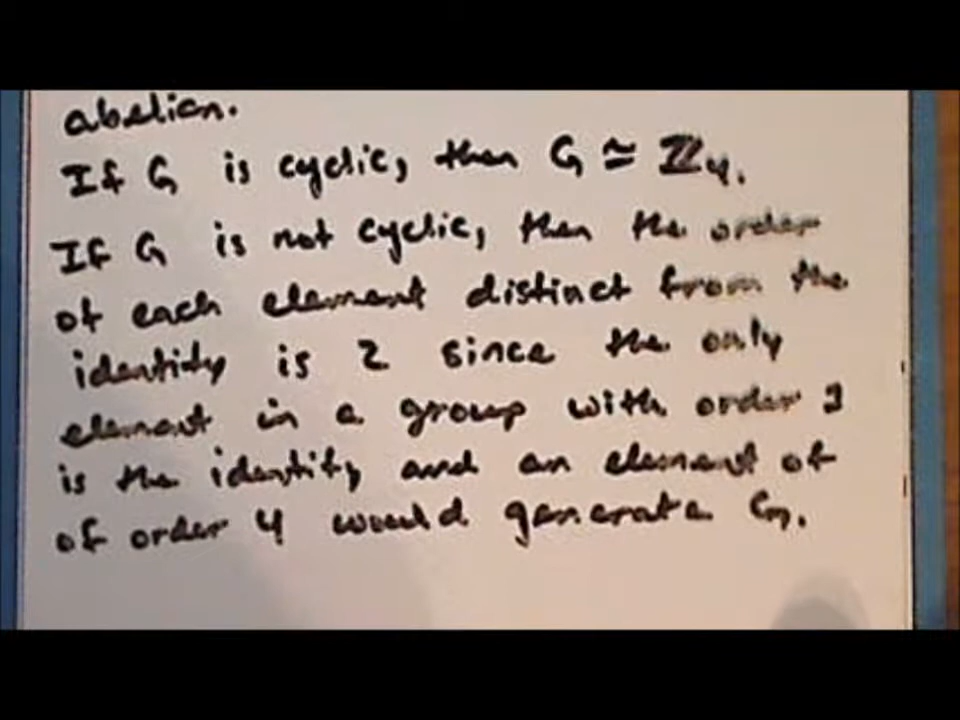 abelian.
If G is cyclic, then G ≅ ℤ₄.
If G is not cyclic, then the order
of each element distinct from the
identity is 2 since the only
element in a group with order 1
is the identity and an element of
of order 4 would generate G.